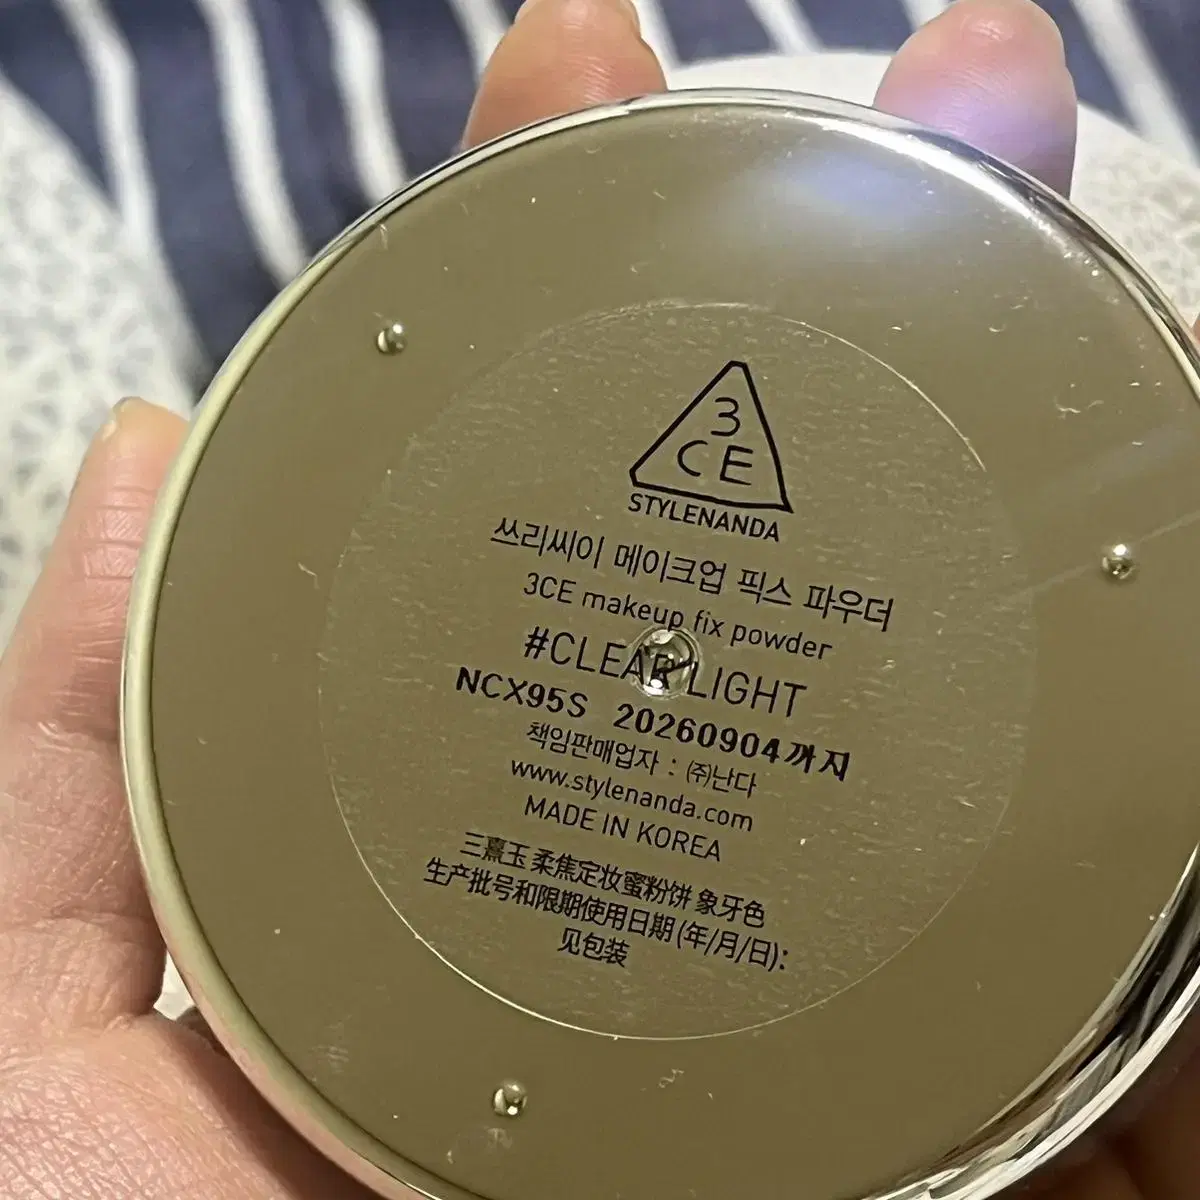 3
CE
STYLENANDA
쓰리씨이 메이크업 픽스 파우더
3CE makeup fix powder
#CLEAR LIGHT
NCX95S 20260904까지
책임판매업자 : ㈜난다
www.stylenanda.com
MADE IN KOREA
三熹玉 柔焦定妆蜜粉饼 象牙色
生产批号和限期使用日期(年/月/日):
见包装